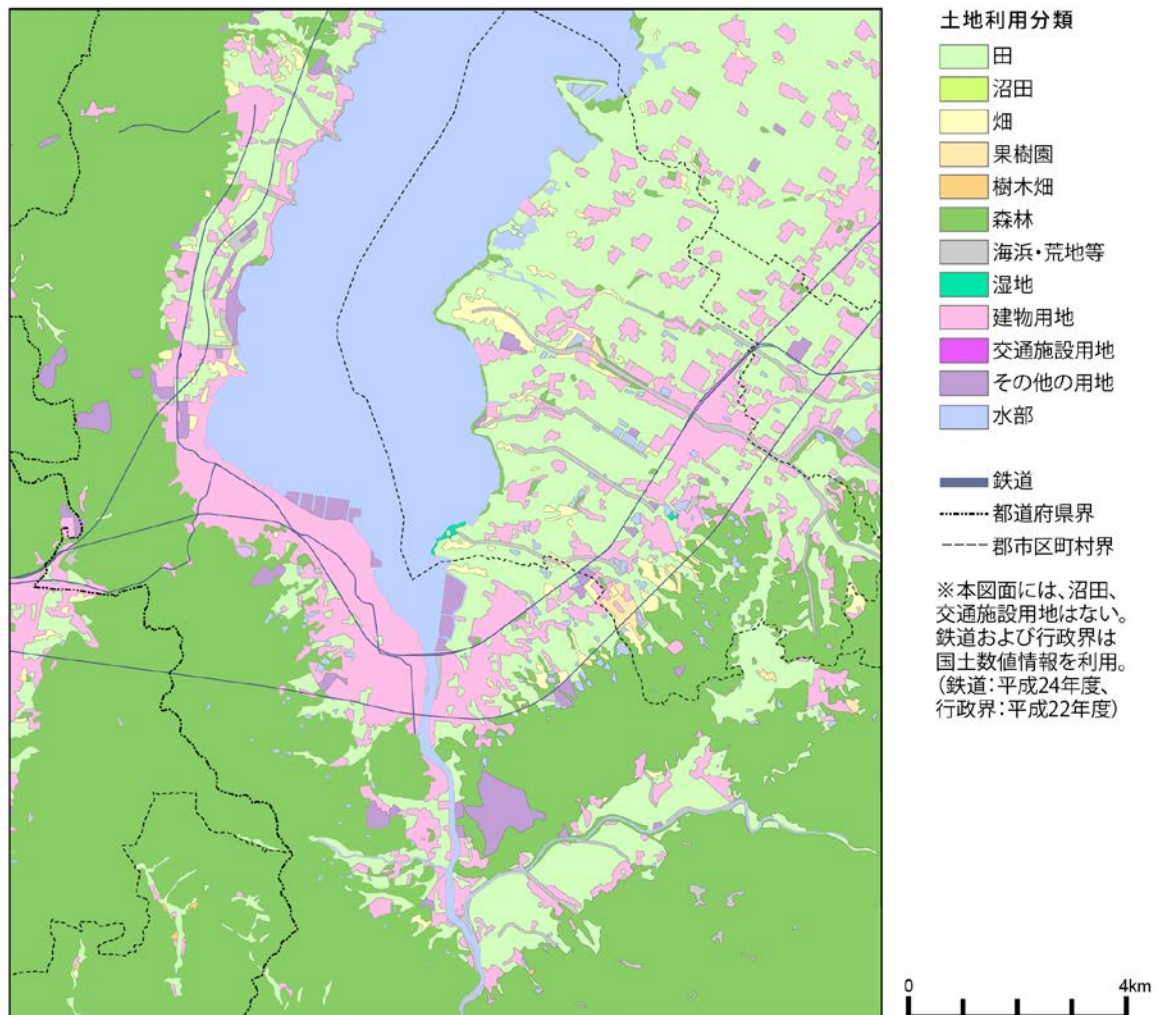 土地利用分類
田
沼田
畑
果樹園
樹木畑
森林
海浜・荒地等
湿地
建物用地
交通施設用地
その他の用地
水部
鉄道
都道府県界
郡市区町村界
※本図面には、沼田、
交通施設用地はない。
鉄道および行政界は
国土数値情報を利用。
(鉄道:平成24年度、
行政界:平成22年度)
0 4km